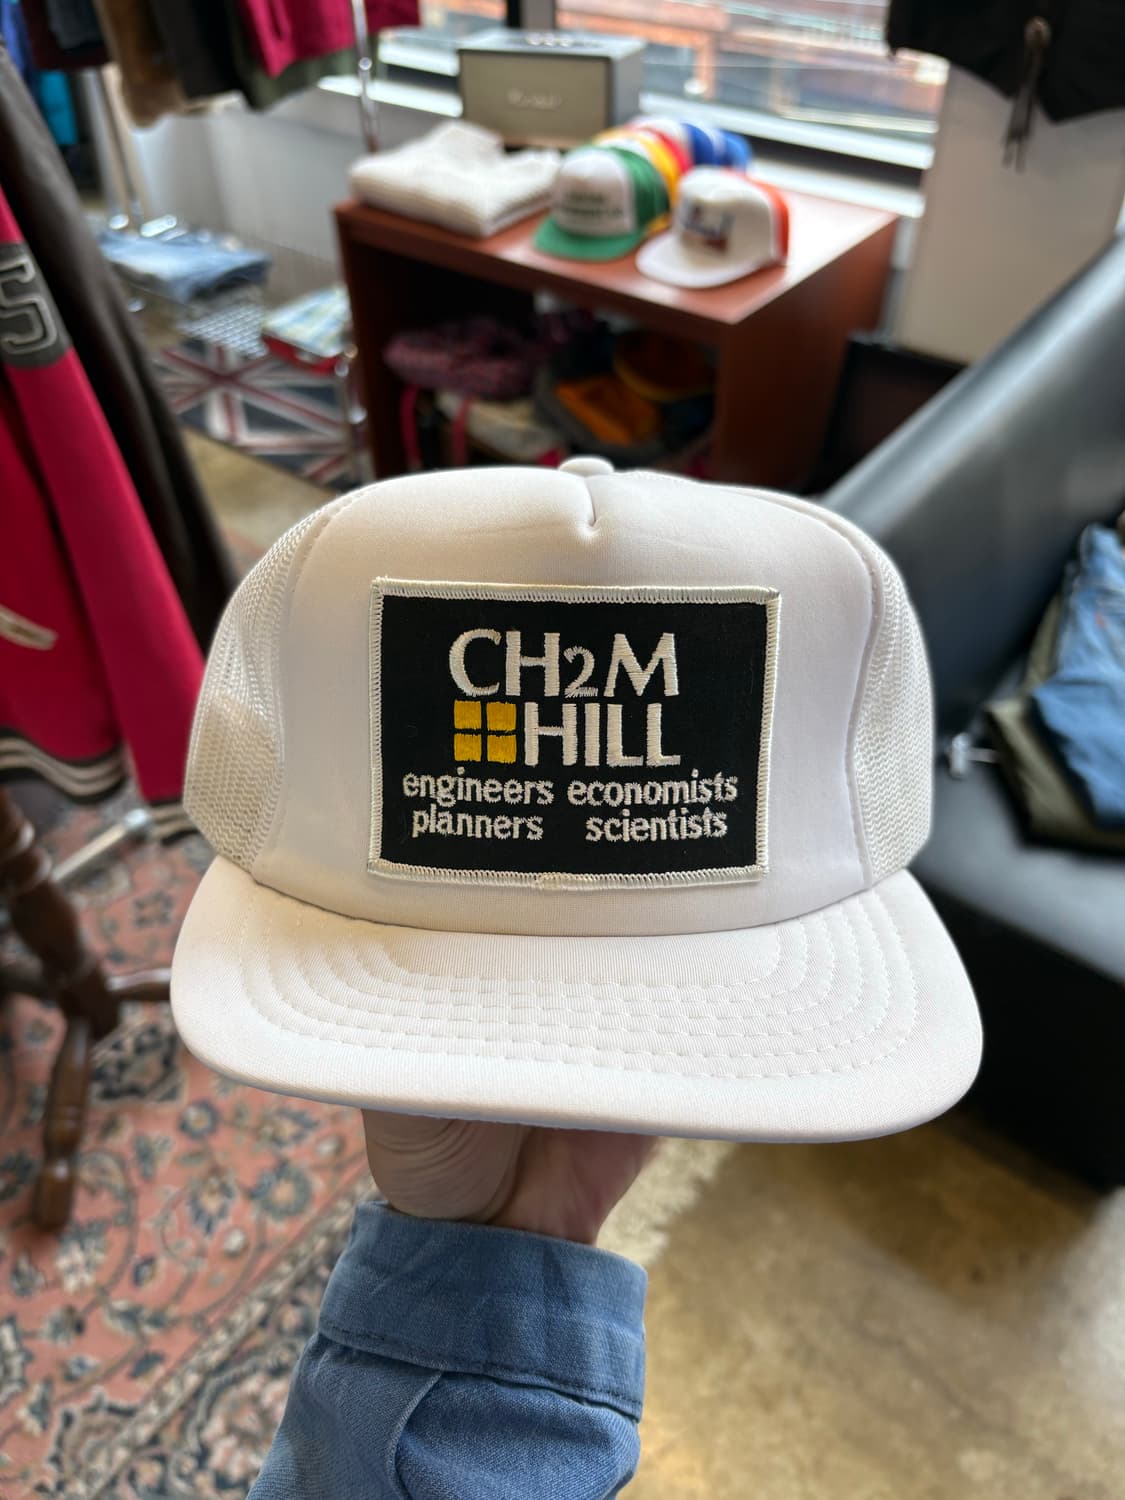 CH2M
HILL
engineers economists
planners scientists
S